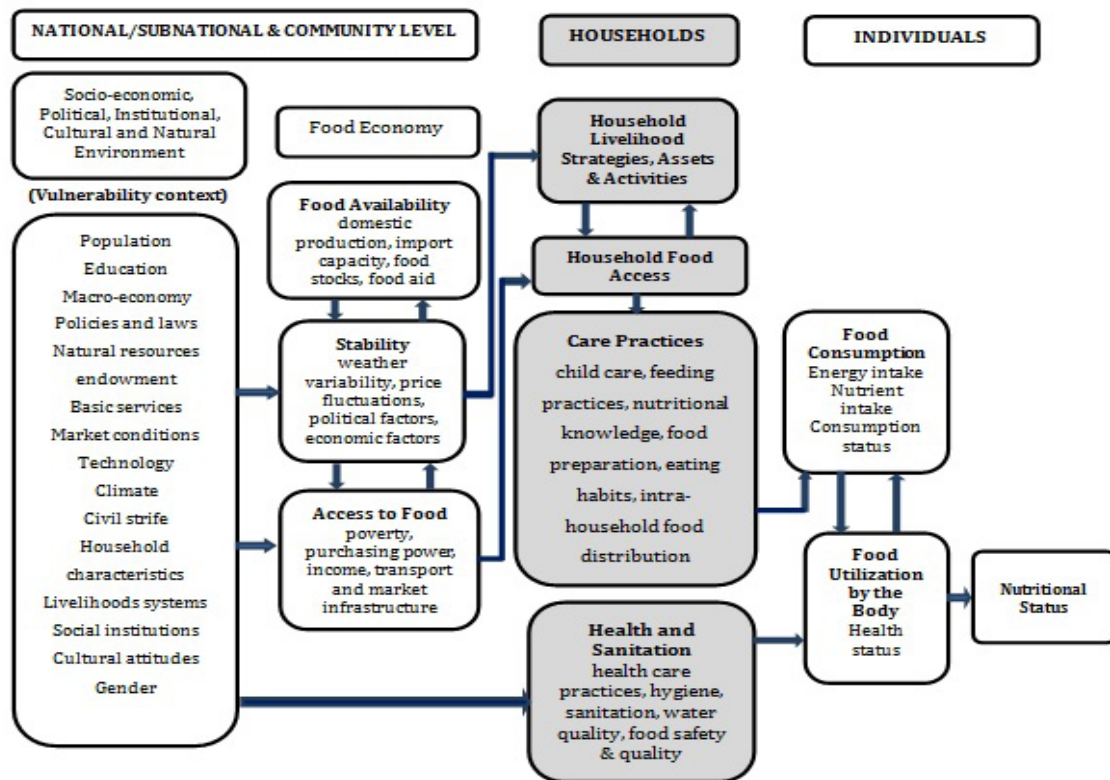 NATIONAL/SUBNATIONAL & COMMUNITY LEVEL
HOUSEHOLDS
INDIVIDUALS
Socio-economic,
Political, Institutional,
Cultural and Natural
Environment
(Vulnerability context)
Population
Education
Macro-economy
Policies and laws
Natural resources
endowment
Basic services
Market conditions
Technology
Climate
Civil strife
Household
characteristics
Livelihoods systems
Social institutions
Cultural attitudes
Gender
Food Economy
Food Availability
domestic
production, import
capacity, food
stocks, food aid
Stability
weather
variability, price
fluctuations,
political factors,
economic factors
Access to Food
poverty,
purchasing power,
income, transport
and market
infrastructure
Household
Livelihood
Strategies, Assets
& Activities
Household Food
Access
Care Practices
child care, feeding
practices, nutritional
knowledge, food
preparation, eating
habits, intra-
household food
distribution
Health and
Sanitation
health care
practices, hygiene,
sanitation, water
quality, food safety
& quality
Food
Consumption
Energy intake
Nutrient
intake
Consumption
status
Food
Utilization
by the
Body
Health
status
Nutritional
Status